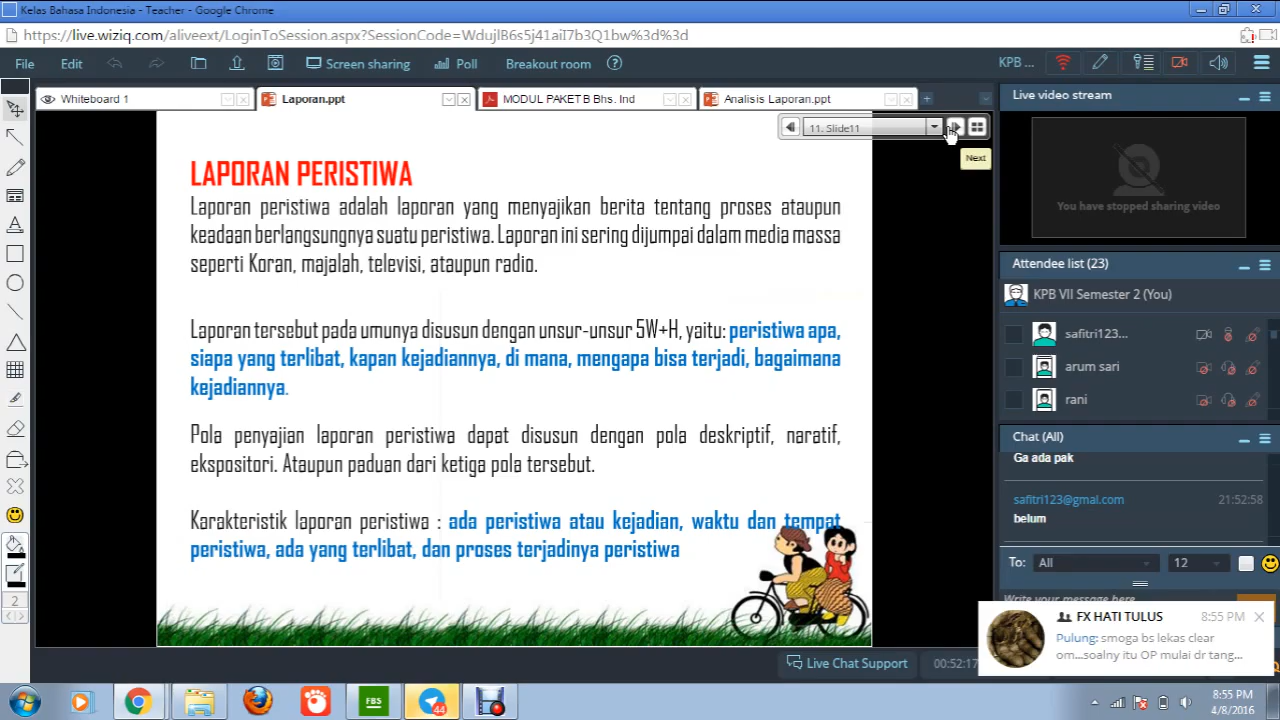 Kelas Bahasa Indonesia - Teacher - Google Chrome
https://live.wiziq.com/aliveext/LoginToSession.aspx?SessionCode=WdujlB6s5j41aiI7b3Q1bw%3d%3d
File Edit Screen sharing Poll Breakout room ? KPB ...
Whiteboard 1 Laporan.ppt MODUL PAKET B Bhs. Ind Analisis Laporan.ppt
11. Slide11
Next
LAPORAN PERISTIWA
Laporan peristiwa adalah laporan yang menyajikan berita tentang proses ataupun
keadaan berlangsungnya suatu peristiwa. Laporan ini sering dijumpai dalam media massa
seperti Koran, majalah, televisi, ataupun radio.
Laporan tersebut pada umunya disusun dengan unsur-unsur 5W+H, yaitu: peristiwa apa,
siapa yang terlibat, kapan kejadiannya, di mana, mengapa bisa terjadi, bagaimana
kejadiannya.
Pola penyajian laporan peristiwa dapat disusun dengan pola deskriptif, naratif,
ekspositori. Ataupun paduan dari ketiga pola tersebut.
Karakteristik laporan peristiwa : ada peristiwa atau kejadian, waktu dan tempat
peristiwa, ada yang terlibat, dan proses terjadinya peristiwa
2
Live video stream
You have stopped sharing video
Attendee list (23)
KPB VII Semester 2 (You)
safitri123...
arum sari
rani
Chat (All)
Ga ada pak
safitri123@gmal.com 21:52:58
belum
To: All 12
Write your message here
FX HATI TULUS 8:55 PM
Pulung: smoga bs lekas clear
om...soalny itu OP mulai dr tang...
Live Chat Support 00:52:17
FBS
44
8:55 PM
4/8/2016